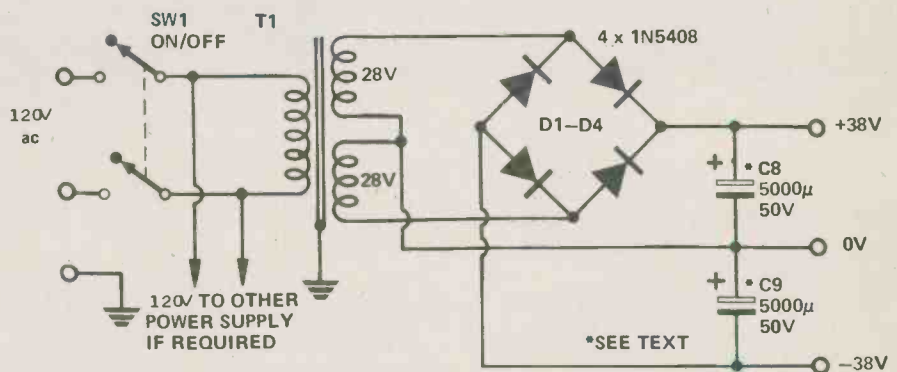 SW1
ON/OFF
T1
4 x 1N5408
28V
120V
ac
D1–D4
+38V
+
* C8
5000μ
50V
28V
0V
+
* C9
5000μ
50V
120V TO OTHER
POWER SUPPLY
IF REQUIRED
*SEE TEXT
–38V